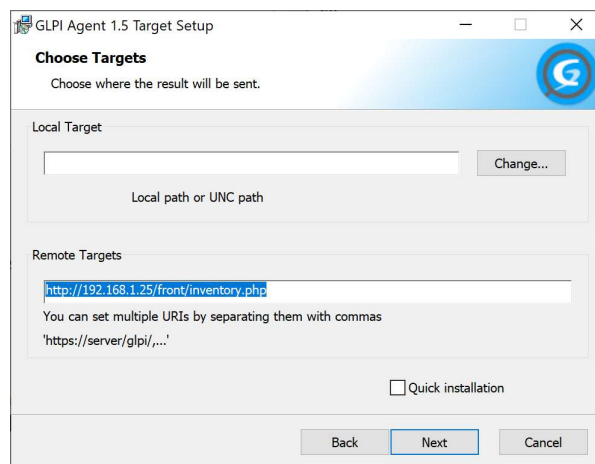 GLPI Agent 1.5 Target Setup
Choose Targets
Choose where the result will be sent.
Local Target
Change...
Local path or UNC path
Remote Targets
http://192.168.1.25/front/inventory.php
You can set multiple URIs by separating them with commas
'https://server/glpi/,...'
Quick installation
Back Next Cancel